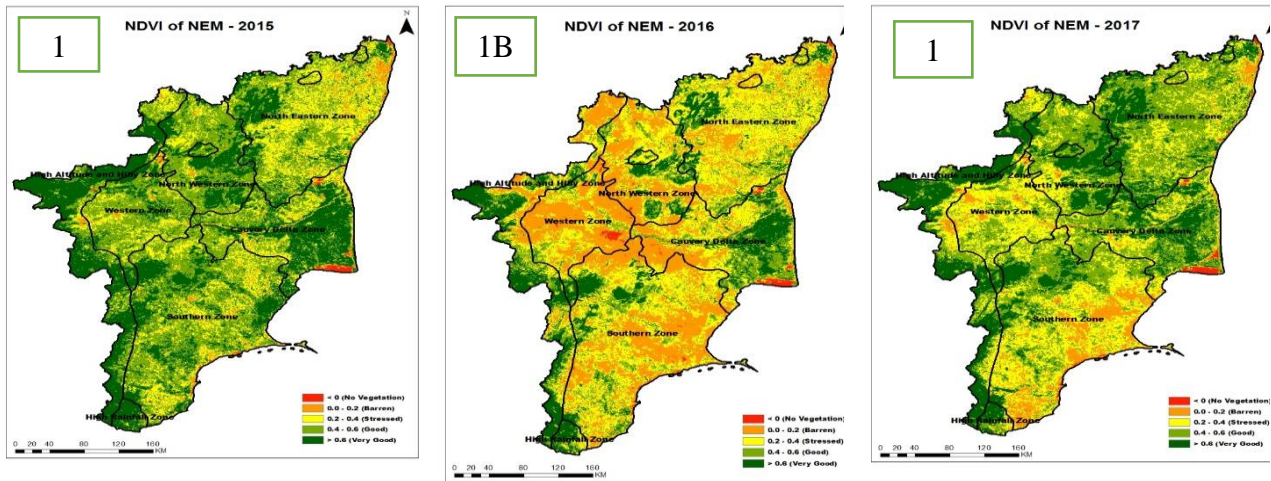 1
NDVI of NEM - 2015
N
North Eastern Zone
High Altitude and Hilly Zone
North Western Zone
Western Zone
Cauvery Delta Zone
Southern Zone
High Rainfall Zone
< 0 (No Vegetation)
0.0 - 0.2 (Barren)
0.2 - 0.4 (Stressed)
0.4 - 0.6 (Good)
> 0.6 (Very Good)
0 20 40 80 120 160
KM
1B
NDVI of NEM - 2016
North Eastern Zone
High Altitude and Hilly Zone
North Western Zone
Western Zone
Cauvery Delta Zone
Southern Zone
High Rainfall Zone
< 0 (No Vegetation)
0.0 - 0.2 (Barren)
0.2 - 0.4 (Stressed)
0.4 - 0.6 (Good)
> 0.6 (Very Good)
0 20 40 80 120 160
KM
1
NDVI of NEM - 2017
North Eastern Zone
High Altitude and Hilly Zone
North Western Zone
Western Zone
Cauvery Delta Zone
Southern Zone
High Rainfall Zone
< 0 (No Vegetation)
0.0 - 0.2 (Barren)
0.2 - 0.4 (Stressed)
0.4 - 0.6 (Good)
> 0.6 (Very Good)
0 20 40 80 120 160
KM